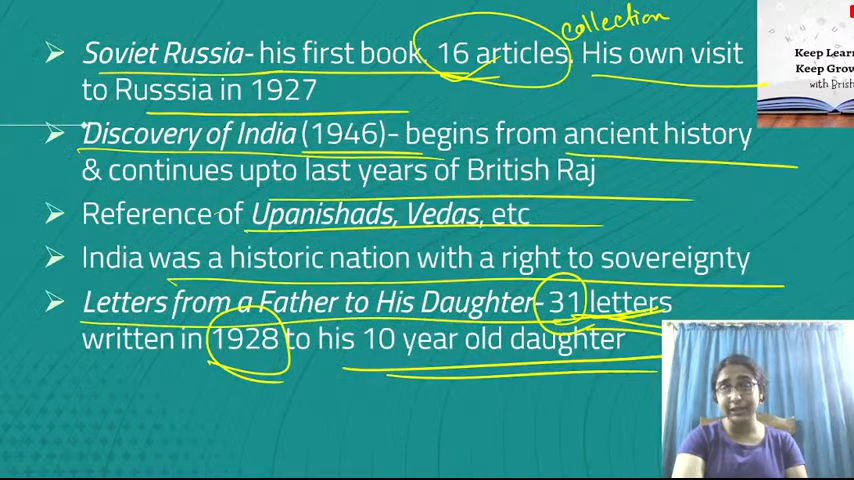 collection
➤ Soviet Russia- his first book, 16 articles. His own visit
to Russsia in 1927
➤ Discovery of India (1946)- begins from ancient history
& continues upto last years of British Raj
➤ Reference of Upanishads, Vedas, etc
➤ India was a historic nation with a right to sovereignty
➤ Letters from a Father to His Daughter- 31 letters
written in 1928 to his 10 year old daughter
Keep Lear
Keep Grow
with Brish